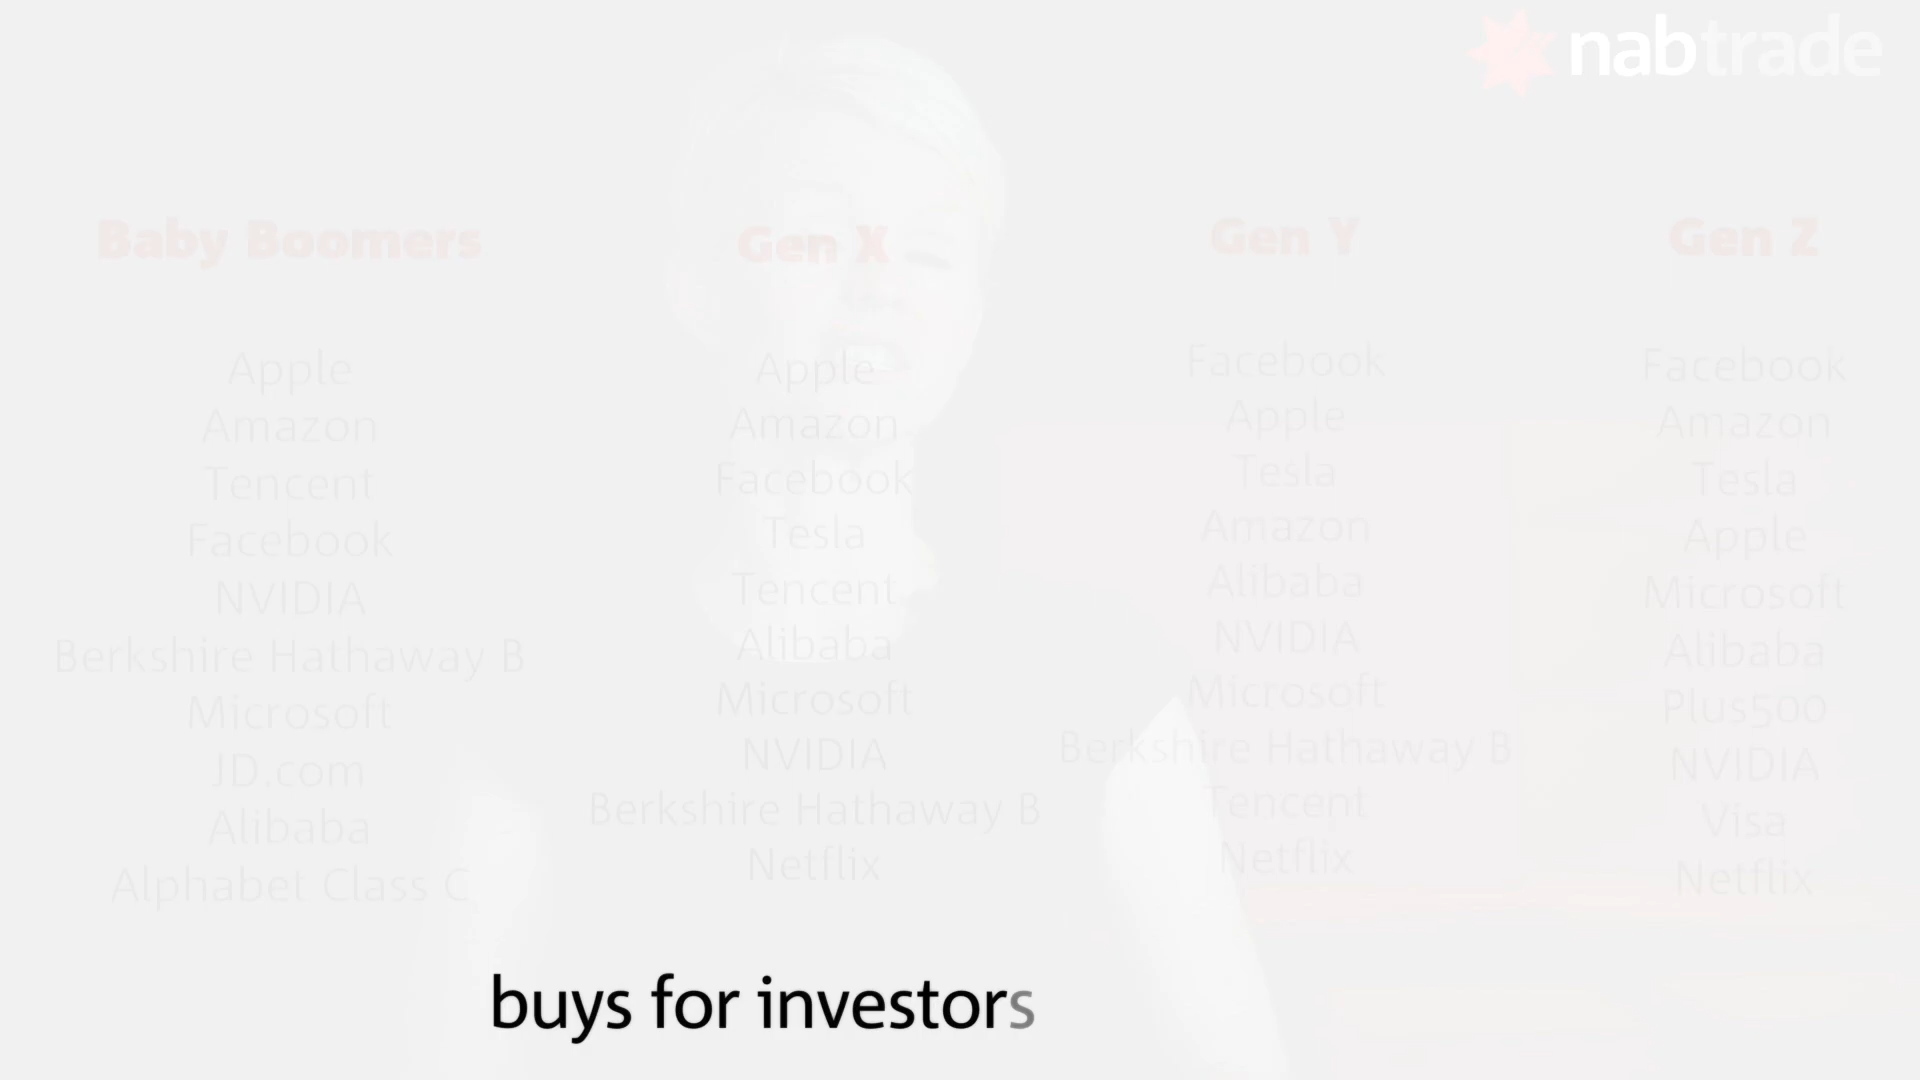 nabtrade
Baby Boomers
Apple
Amazon
Tencent
Facebook
NVIDIA
Berkshire Hathaway B
Microsoft
JD.com
Alibaba
Alphabet Class C
Gen X
Apple
Amazon
Facebook
Tesla
Tencent
Alibaba
Microsoft
NVIDIA
Berkshire Hathaway B
Netflix
Gen Y
Facebook
Apple
Tesla
Amazon
Alibaba
NVIDIA
Microsoft
Berkshire Hathaway B
Tencent
Netflix
Gen Z
Facebook
Amazon
Tesla
Apple
Microsoft
Alibaba
Plus500
NVIDIA
Visa
Netflix
buys for investors